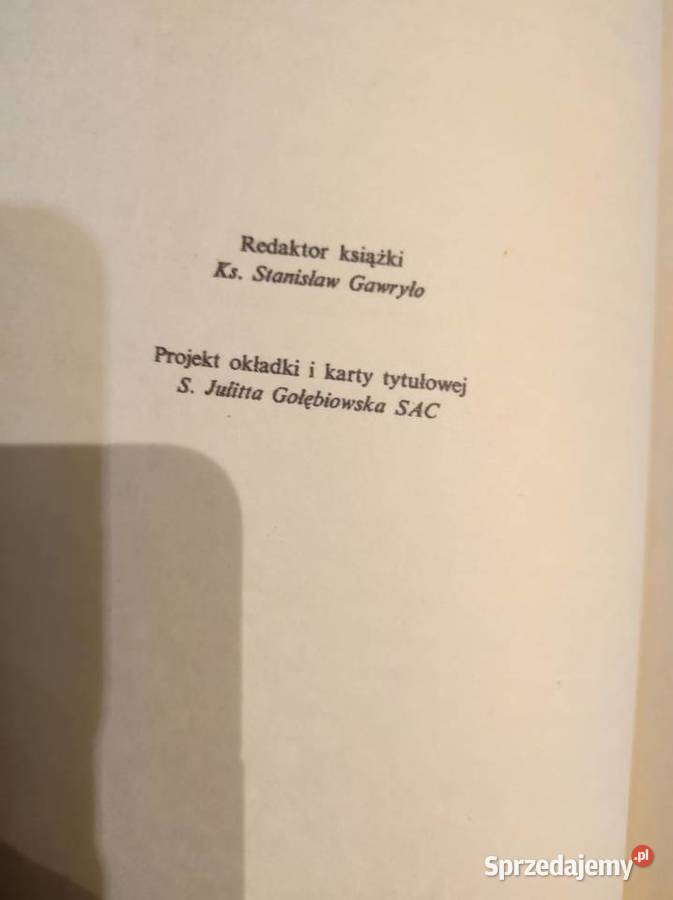 Redaktor książki
Ks. Stanisław Gawryło
Projekt okładki i karty tytułowej
S. Julitta Gołębiowska SAC
Sprzedajemy.pl